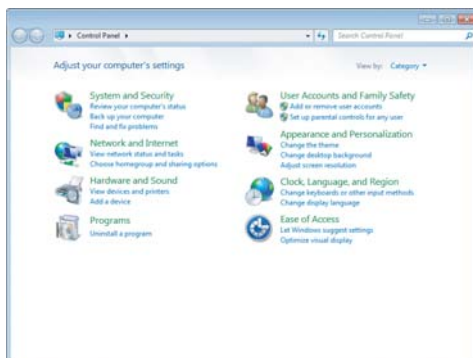 Control Panel
Search Control Panel
Adjust your computer's settings
View by: Category
System and Security
Review your computer's status
Back up your computer
Find and fix problems
Network and Internet
View network status and tasks
Choose homegroup and sharing options
Hardware and Sound
View devices and printers
Add a device
Programs
Uninstall a program
User Accounts and Family Safety
Add or remove user accounts
Set up parental controls for any user
Appearance and Personalization
Change the theme
Change desktop background
Adjust screen resolution
Clock, Language, and Region
Change keyboards or other input methods
Change display language
Ease of Access
Let Windows suggest settings
Optimize visual display